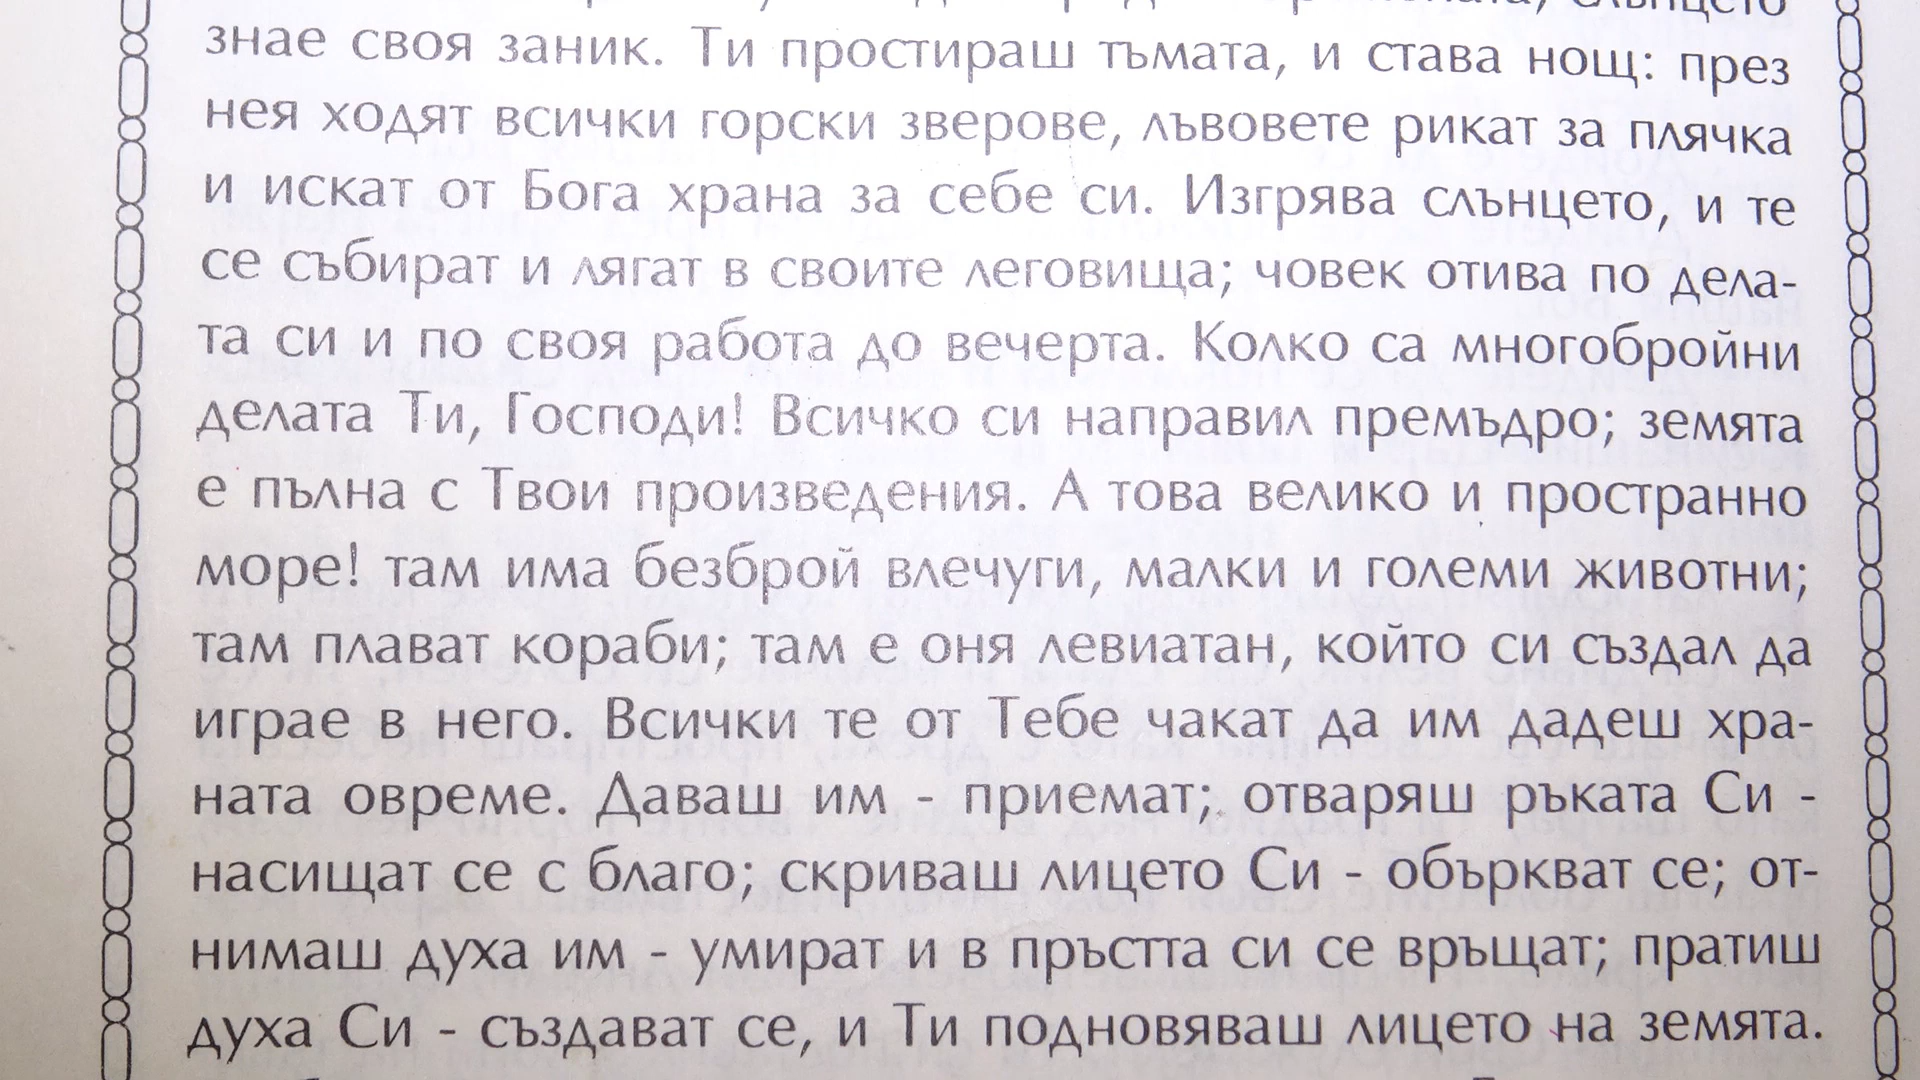 слънцето
знае своя заник. Ти простираш тъмата, и става нощ: през
нея ходят всички горски зверове, лъвовете рикат за плячка
и искат от Бога храна за себе си. Изгрява слънцето, и те
се събират и лягат в своите леговища; човек отива по дела-
та си и по своя работа до вечерта. Колко са многобройни
делата Ти, Господи! Всичко си направил премъдро; земята
е пълна с Твои произведения. А това велико и пространно
море! там има безброй влечуги, малки и големи животни;
там плават кораби; там е оня левиатан, който си създал да
играе в него. Всички те от Тебе чакат да им дадеш хра-
ната овреме. Даваш им - приемат; отваряш ръката Си -
насищат се с благо; скриваш лицето Си - объркват се; от-
нимаш духа им - умират и в пръстта си се връщат; пратиш
духа Си - създават се, и Ти подновяваш лицето на земята.